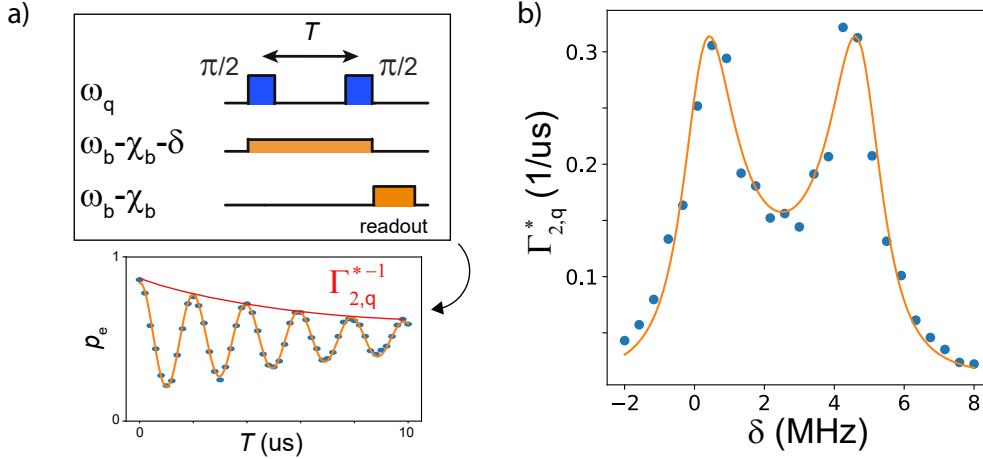 a)
T
π/2
π/2
ω_q
ω_b-χ_b-δ
ω_b-χ_b
readout
1
Γ*-1 2,q
p_e
0
0
10
T (us)
b)
0.3
0.2
0.1
Γ*2,q (1/us)
−2
0
2
4
6
8
δ (MHz)